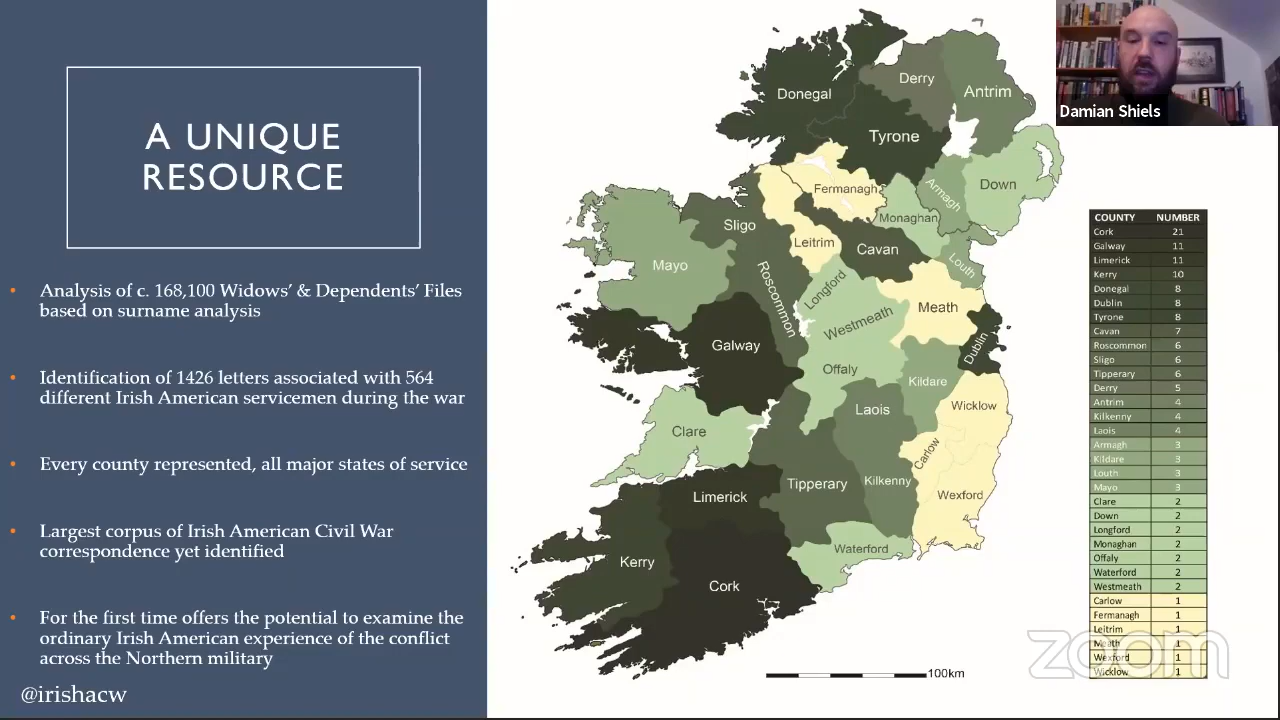 A UNIQUE
RESOURCE
• Analysis of c. 168,100 Widows’ & Dependents’ Files
based on surname analysis
• Identification of 1426 letters associated with 564
different Irish American servicemen during the war
• Every county represented, all major states of service
• Largest corpus of Irish American Civil War
correspondence yet identified
• For the first time offers the potential to examine the
ordinary Irish American experience of the conflict
across the Northern military
@irishacw
Donegal
Derry
Antrim
Tyrone
Fermanagh
Armagh
Down
Monaghan
Sligo
Leitrim
Cavan
Louth
Mayo
Roscommon
Longford
Meath
Westmeath
Galway
Dublin
Offaly
Kildare
Wicklow
Laois
Clare
Carlow
Tipperary
Kilkenny
Limerick
Wexford
Waterford
Kerry
Cork
100km
Damian Shiels
COUNTY NUMBER
Cork 21
Galway 11
Limerick 11
Kerry 10
Donegal 8
Dublin 8
Tyrone 8
Cavan 7
Roscommon 6
Sligo 6
Tipperary 6
Derry 5
Antrim 4
Kilkenny 4
Laois 4
Armagh 3
Kildare 3
Louth 3
Mayo 3
Clare 2
Down 2
Longford 2
Monaghan 2
Offaly 2
Waterford 2
Westmeath 2
Carlow 1
Fermanagh 1
Leitrim 1
Meath 1
Wexford 1
Wicklow 1
zoom